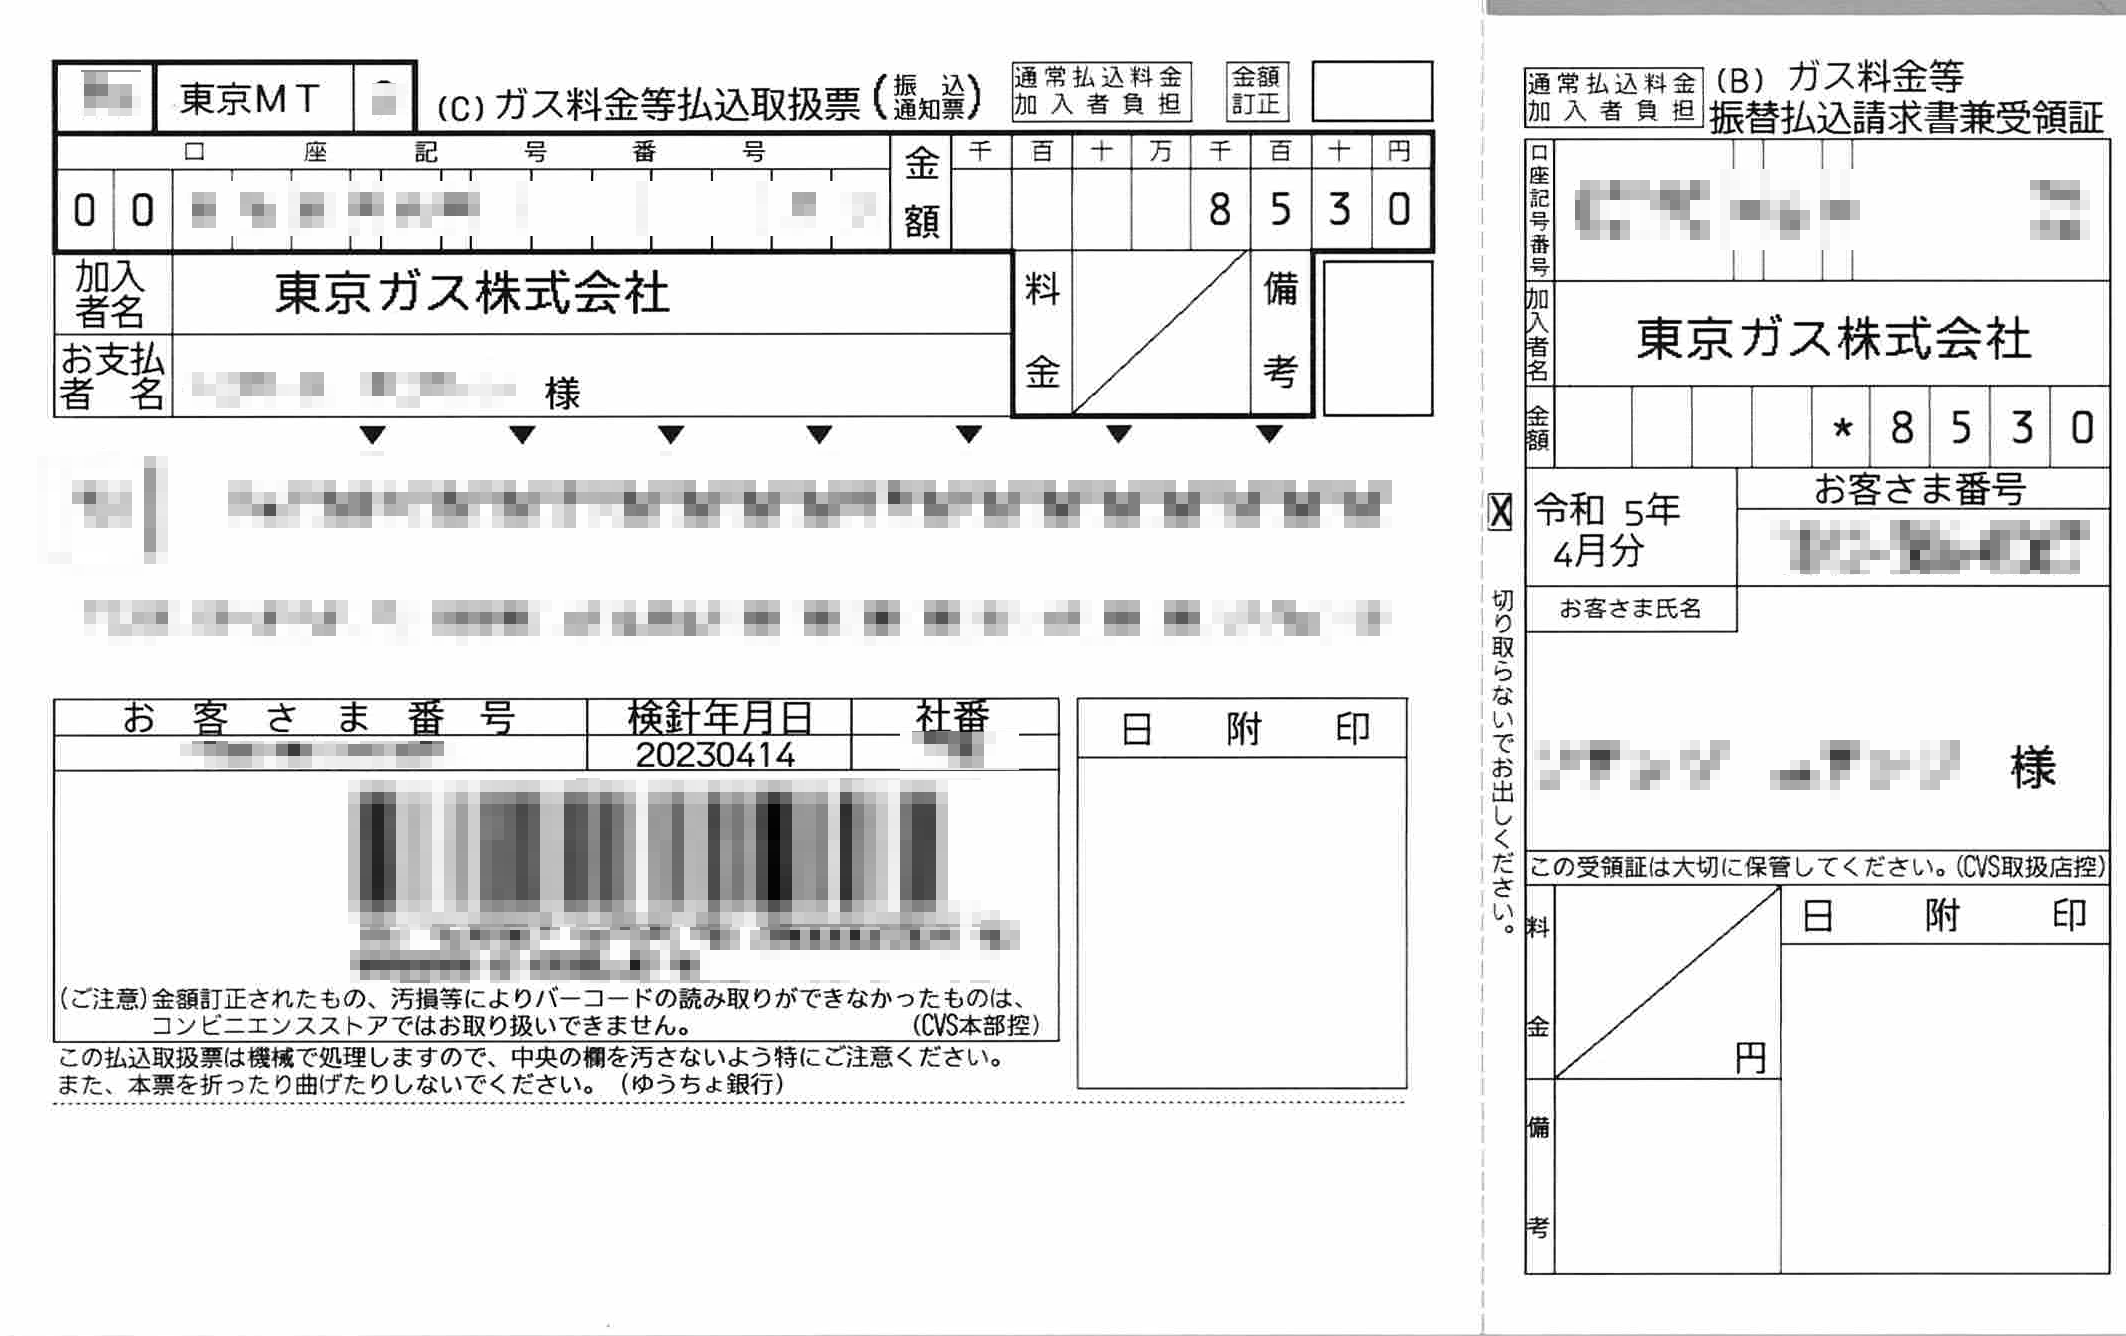 東京MT
(C)ガス料金等払込取扱票(振込通知票)
通常払込料金
加入者負担
金額
訂正
口座記号番号
金額
千 百 十 万 千 百 十 円
0 0
8 5 3 0
加入者名
東京ガス株式会社
料金
備考
お支払者名
様
お客さま番号 検針年月日 社番
20230414
日附印
(ご注意)金額訂正されたもの、汚損等によりバーコードの読み取りができなかったものは、
コンビニエンスストアではお取り扱いできません。 (CVS本部控)
この払込取扱票は機械で処理しますので、中央の欄を汚さないよう特にご注意ください。
また、本票を折ったり曲げたりしないでください。(ゆうちょ銀行)
X
切り取らないでお出しください。
通常払込料金
加入者負担
(B) ガス料金等
振替払込請求書兼受領証
口座記号番号
加入者名
東京ガス株式会社
金額
*8530
令和 5年
4月分
お客さま番号
お客さま氏名
様
この受領証は大切に保管してください。(CVS取扱店控)
料金
円
日附印
備考